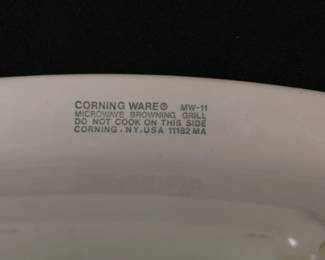 CORNING WARE® MW-11
MICROWAVE BROWNING GRILL
DO NOT COOK ON THIS SIDE
CORNING, NY, USA 11182 MA